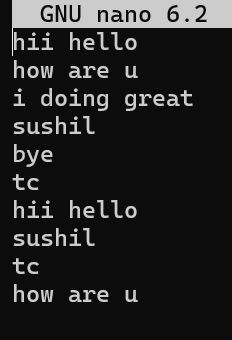 GNU nano 6.2
hii hello
how are u
i doing great
sushil
bye
tc
hii hello
sushil
tc
how are u